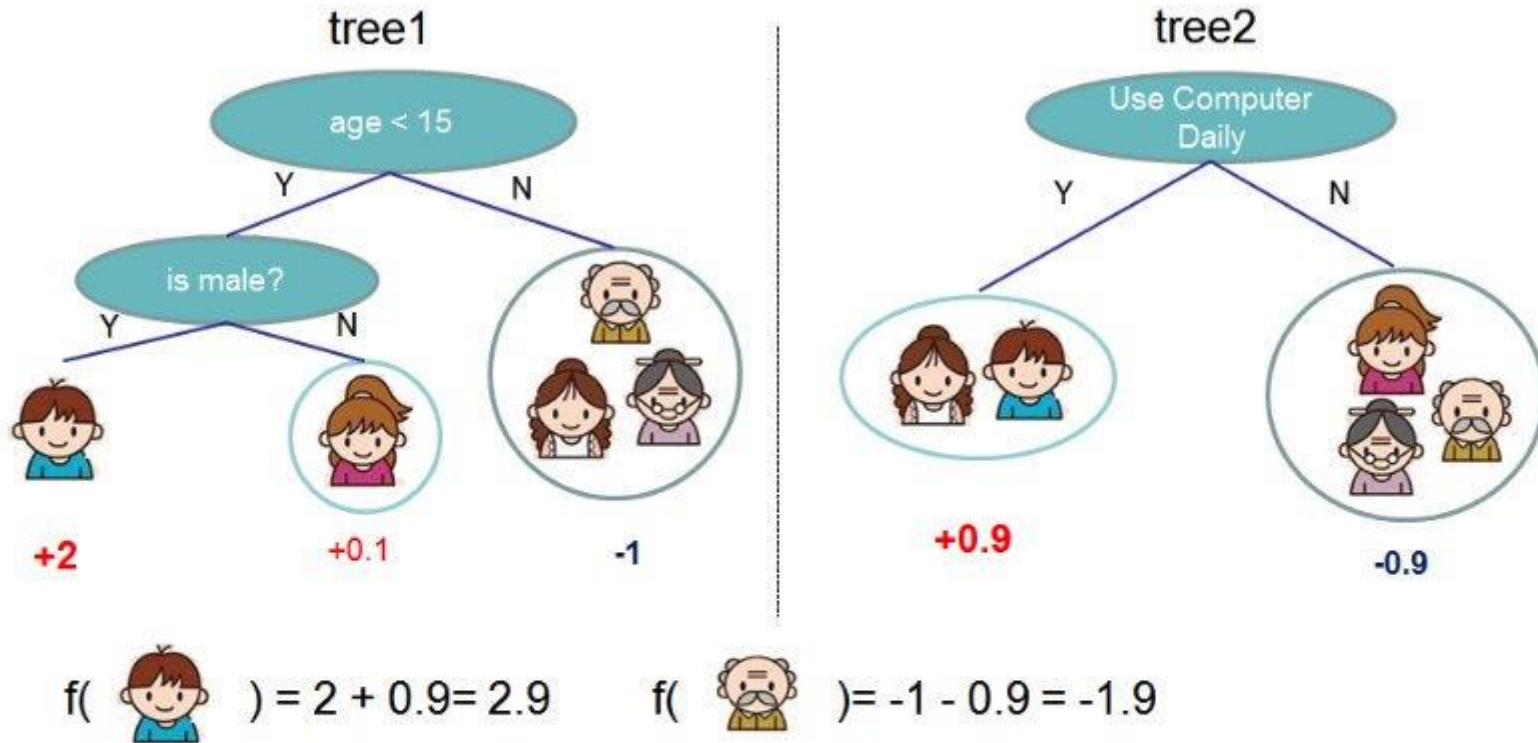 tree1
age < 15
Y
N
is male?
Y
N
+2
+0.1
-1
tree2
Use Computer
Daily
Y
N
+0.9
-0.9
f( ) = 2 + 0.9= 2.9
f( )= -1 - 0.9 = -1.9